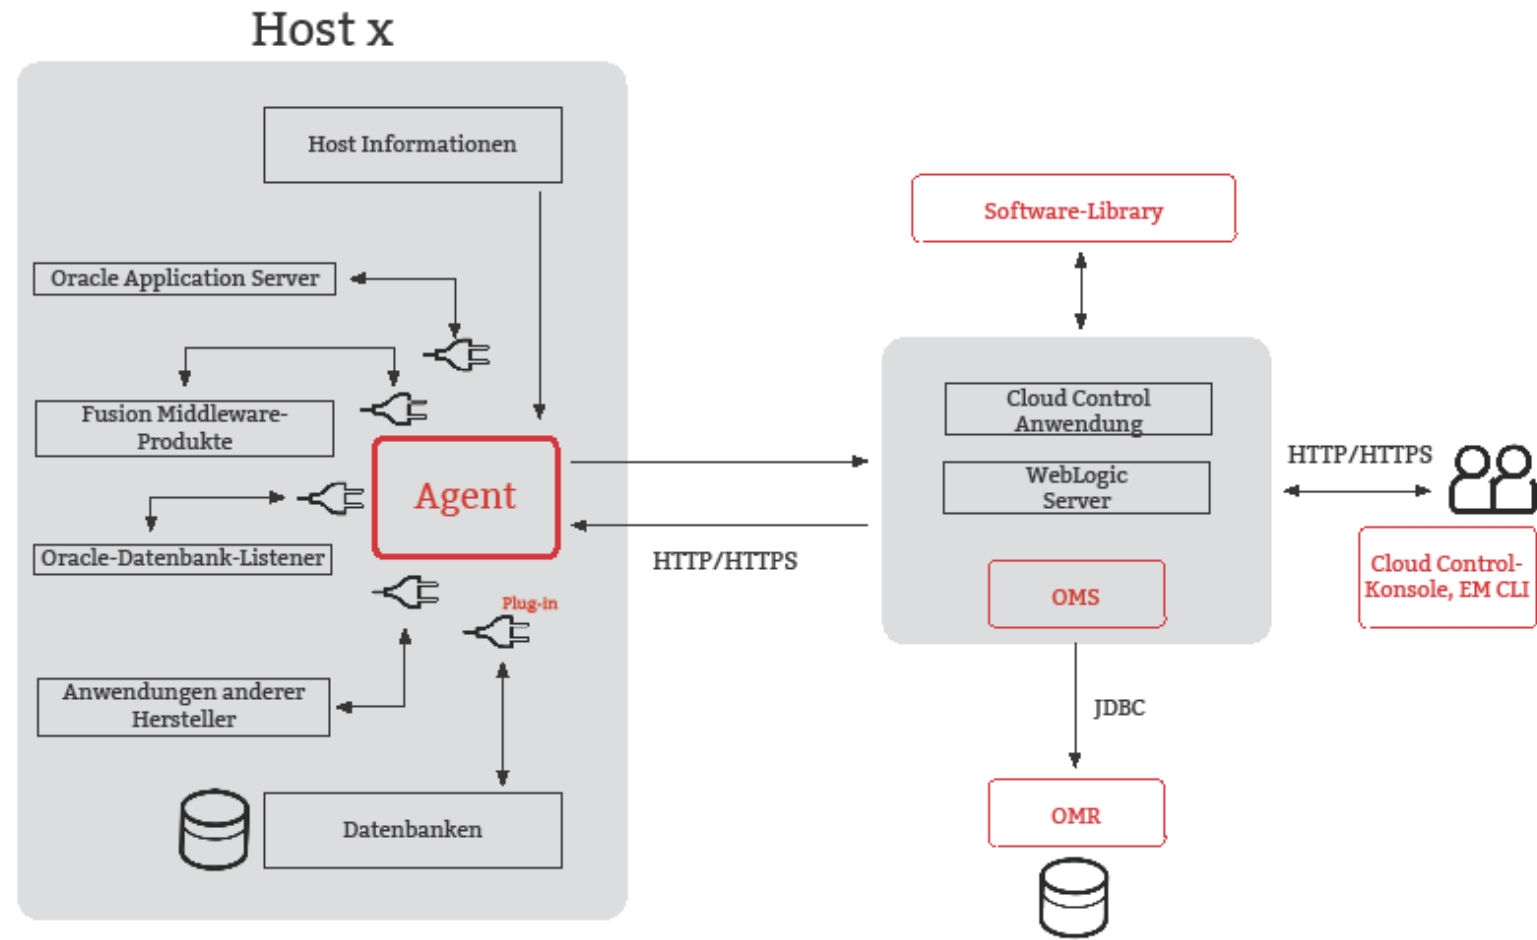 Host x
Host Informationen
Oracle Application Server
Fusion Middleware-
Produkte
Agent
Oracle-Datenbank-Listener
Plug-in
Anwendungen anderer
Hersteller
Datenbanken
HTTP/HTTPS
Software-Library
Cloud Control
Anwendung
WebLogic
Server
OMS
JDBC
OMR
HTTP/HTTPS
Cloud Control-
Konsole, EM CLI